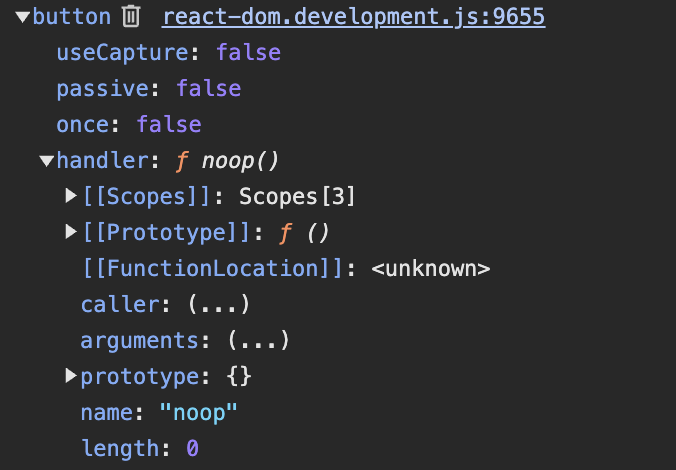 ▼button react-dom.development.js:9655
useCapture: false
passive: false
once: false
▼handler: ƒ noop()
▶[[Scopes]]: Scopes[3]
▶[[Prototype]]: ƒ ()
[[FunctionLocation]]: <unknown>
caller: (...)
arguments: (...)
▶prototype: {}
name: "noop"
length: 0